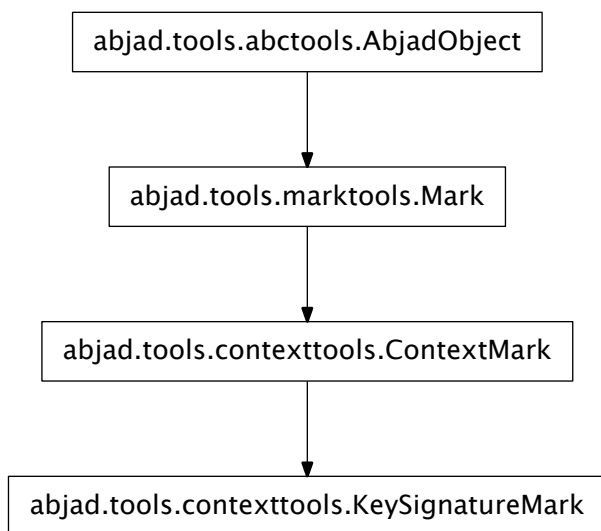 abjad.tools.abctools.AbjadObject
abjad.tools.marktools.Mark
abjad.tools.contexttools.ContextMark
abjad.tools.contexttools.KeySignatureMark